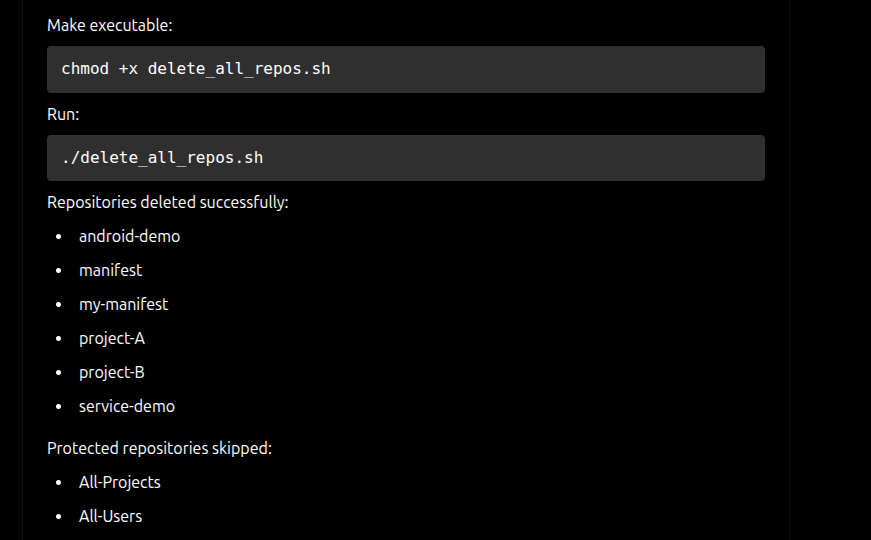 Make executable:
chmod +x delete_all_repos.sh
Run:
./delete_all_repos.sh
Repositories deleted successfully:
• android-demo
• manifest
• my-manifest
• project-A
• project-B
• service-demo
Protected repositories skipped:
• All-Projects
• All-Users